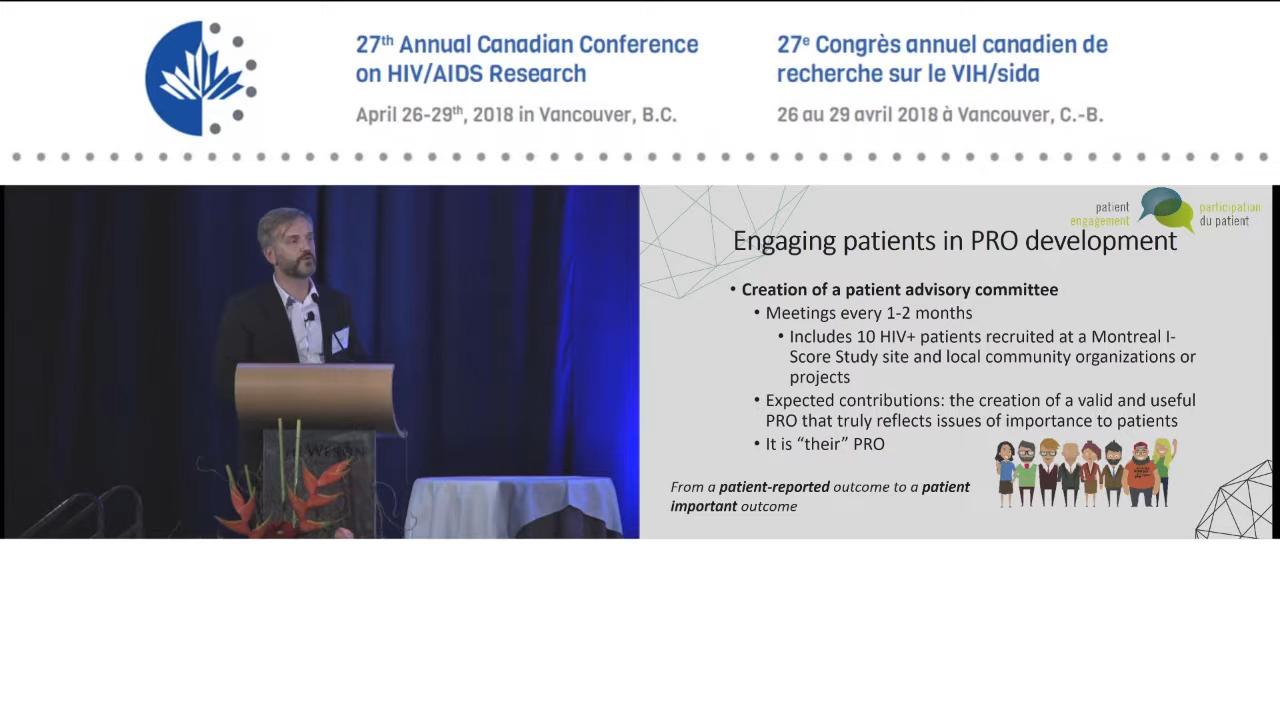 27th Annual Canadian Conference
on HIV/AIDS Research
April 26-29th, 2018 in Vancouver, B.C.
27e Congrès annuel canadien de
recherche sur le VIH/sida
26 au 29 avril 2018 à Vancouver, C.-B.
patient
engagement
participation
du patient
Engaging patients in PRO development
• Creation of a patient advisory committee
• Meetings every 1-2 months
• Includes 10 HIV+ patients recruited at a Montreal I-
Score Study site and local community organizations or
projects
• Expected contributions: the creation of a valid and useful
PRO that truly reflects issues of importance to patients
• It is “their” PRO
From a patient-reported outcome to a patient
important outcome